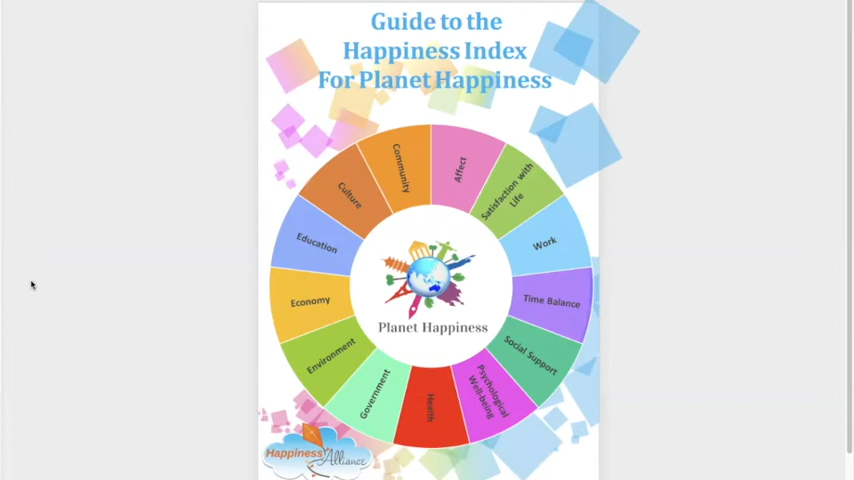 Guide to the
Happiness Index
For Planet Happiness
Affect
Satisfaction with
Life
Work
Time Balance
Social Support
Psychological
Well-being
Health
Government
Environment
Economy
Education
Culture
Community
Planet Happiness
Happiness
Alliance